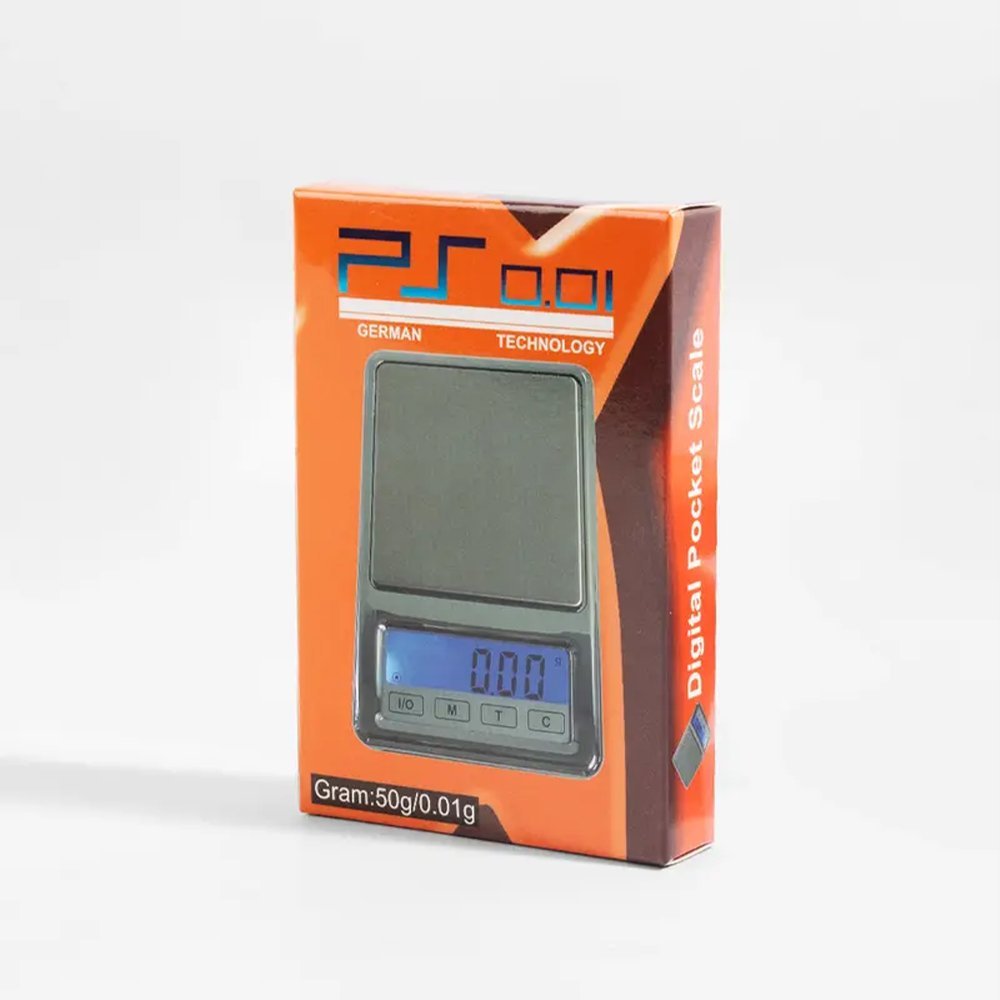 PS 0.01
GERMAN TECHNOLOGY
0.00
I/O M T C
Gram:50g/0.01g
Digital Pocket Scale